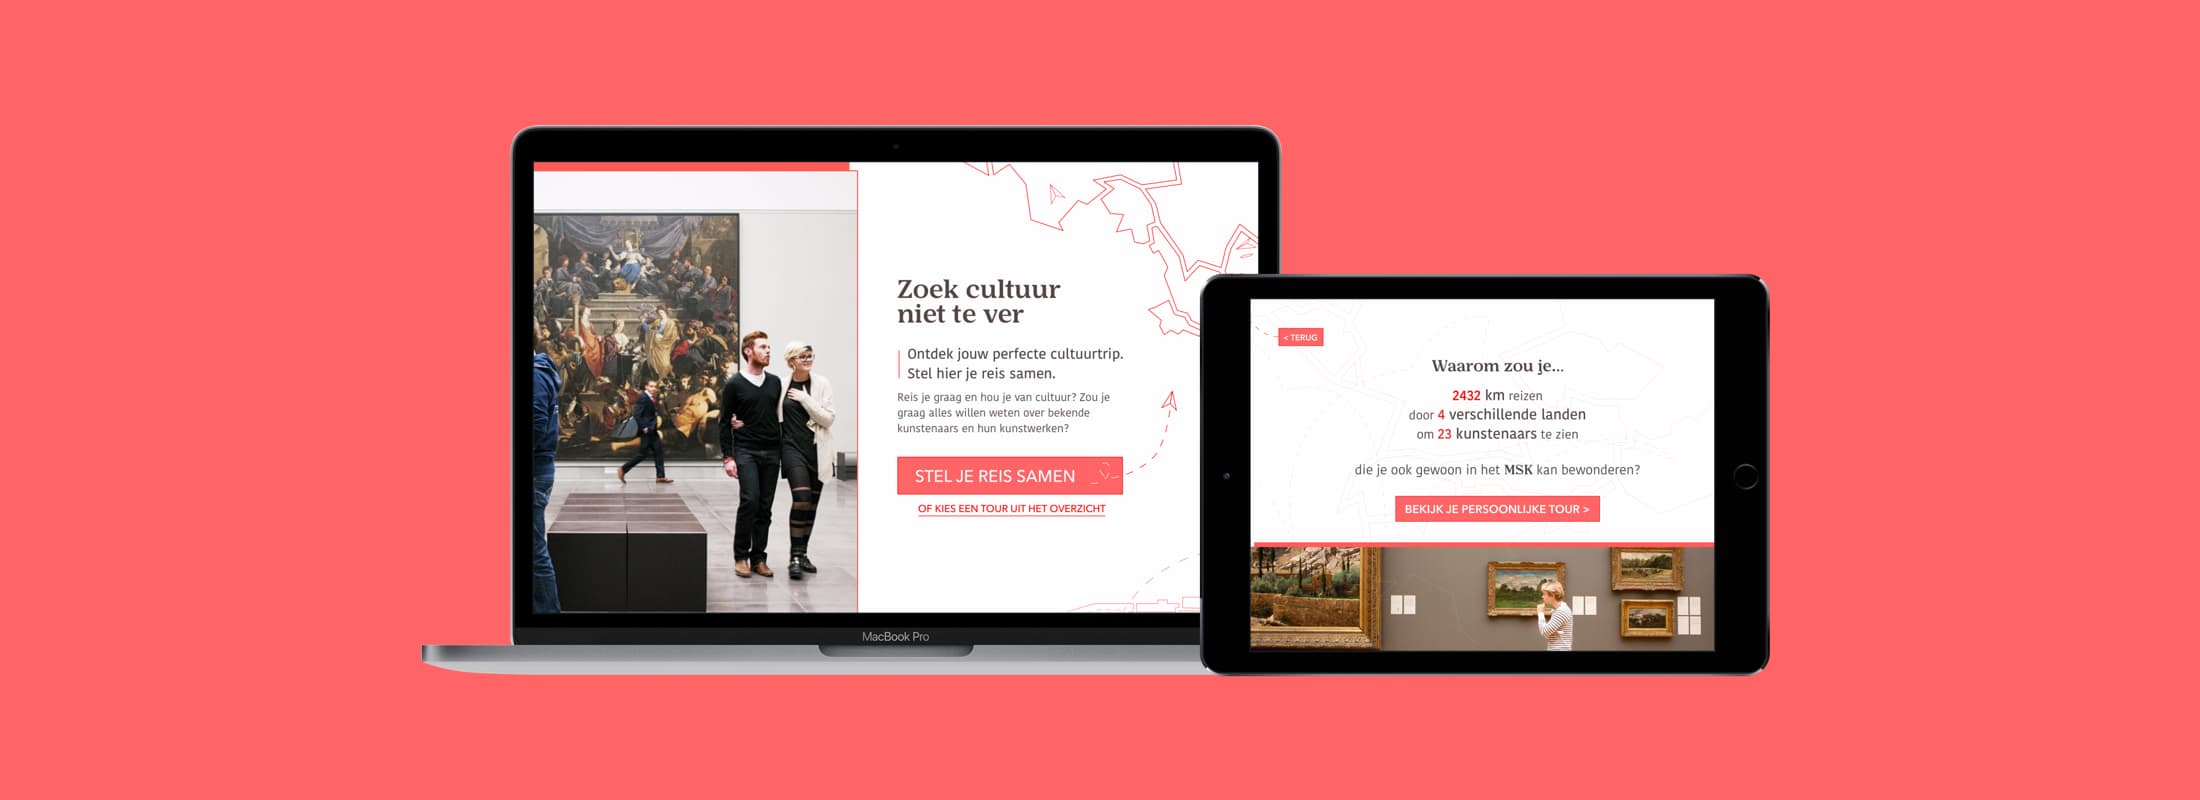 Zoek cultuur
niet te ver
Ontdek jouw perfecte cultuurtrip.
Stel hier je reis samen.
Reis je graag en hou je van cultuur? Zou je
graag alles willen weten over bekende
kunstenaars en hun kunstwerken?
STEL JE REIS SAMEN
OF KIES EEN TOUR UIT HET OVERZICHT
MacBook Pro
< TERUG
Waarom zou je...
2432 km reizen
door 4 verschillende landen
om 23 kunstenaars te zien
die je ook gewoon in het MSK kan bewonderen?
BEKIJK JE PERSOONLIJKE TOUR >